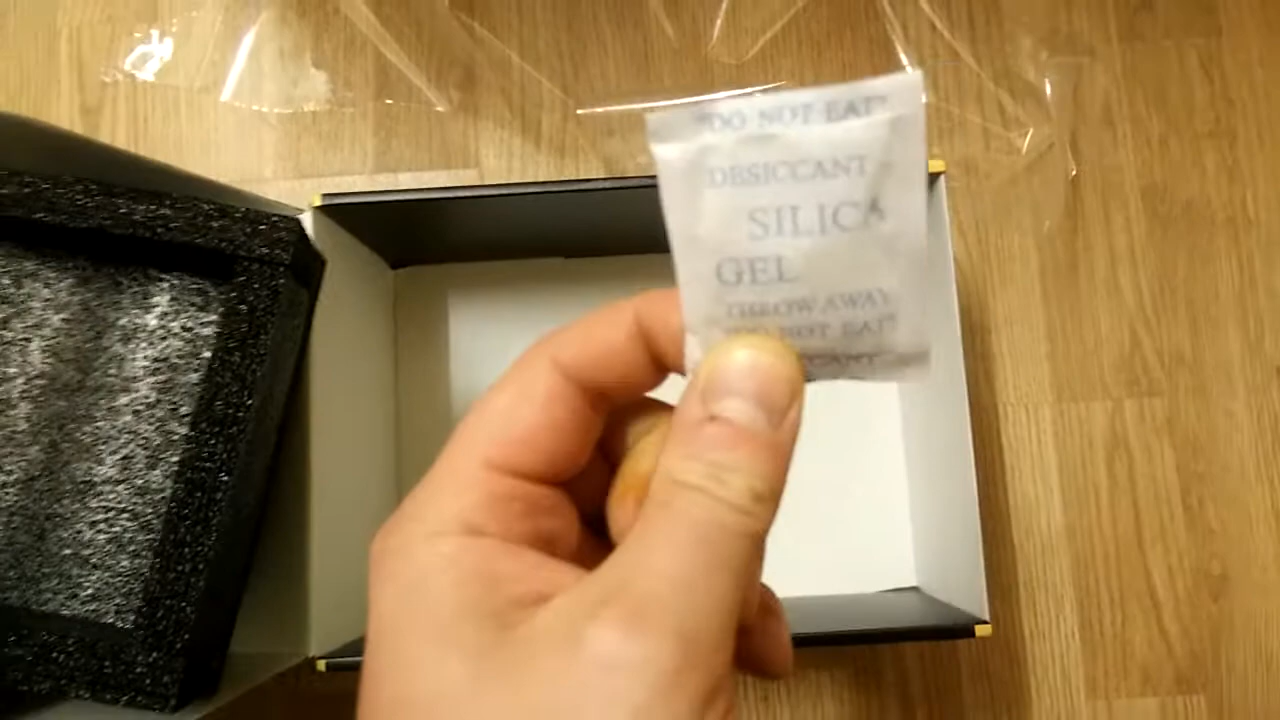 "DO NOT EAT"
DESICCANT
SILICA
GEL
THROW AWAY
"DO NOT EAT"